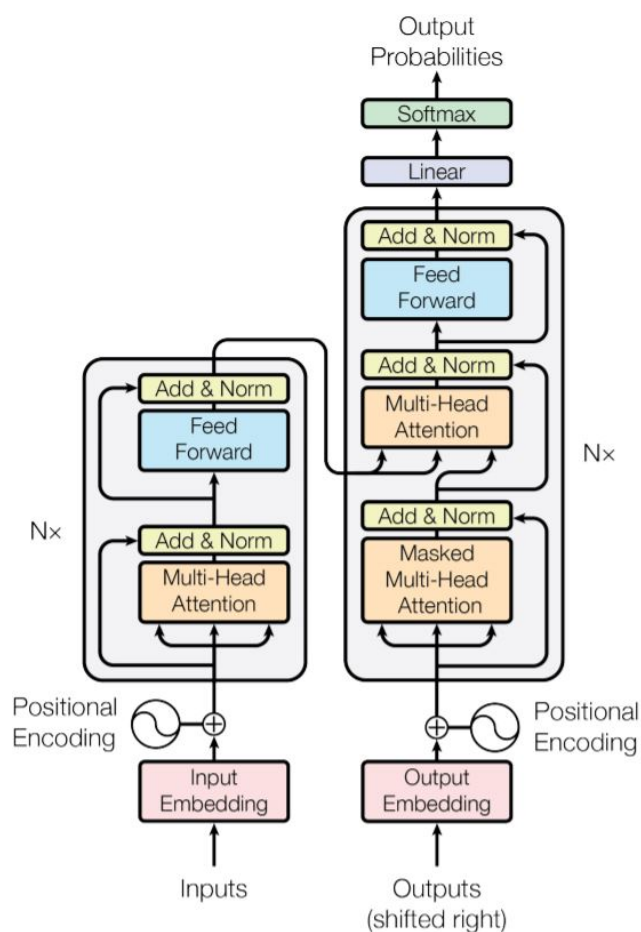 Output
Probabilities
Softmax
Linear
Add & Norm
Feed
Forward
Add & Norm
Multi-Head
Attention
Add & Norm
Masked
Multi-Head
Attention
Nx
Add & Norm
Feed
Forward
Add & Norm
Multi-Head
Attention
Nx
Positional
Encoding
Positional
Encoding
Input
Embedding
Output
Embedding
Inputs
Outputs
(shifted right)